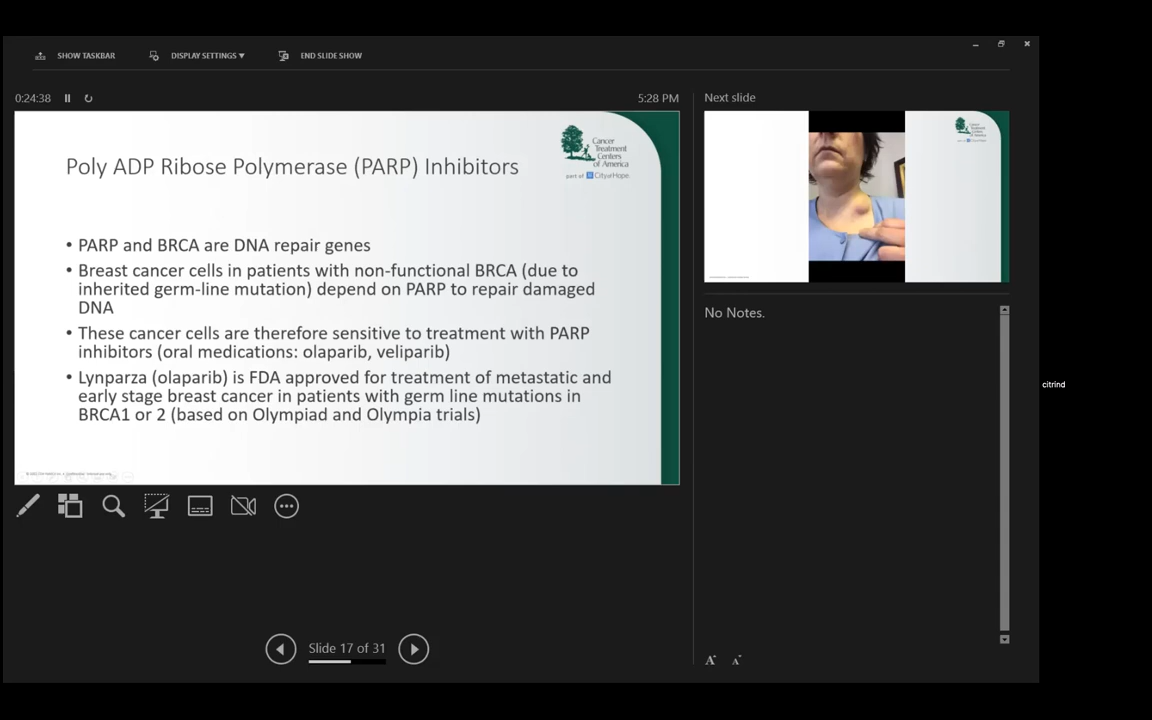 SHOW TASKBAR
DISPLAY SETTINGS
END SLIDE SHOW
0:24:38
5:28 PM
Next slide
Poly ADP Ribose Polymerase (PARP) Inhibitors
Cancer
Treatment
Centers
of America
part of CityofHope
• PARP and BRCA are DNA repair genes
• Breast cancer cells in patients with non-functional BRCA (due to
inherited germ-line mutation) depend on PARP to repair damaged
DNA
• These cancer cells are therefore sensitive to treatment with PARP
inhibitors (oral medications: olaparib, veliparib)
• Lynparza (olaparib) is FDA approved for treatment of metastatic and
early stage breast cancer in patients with germ line mutations in
BRCA1 or 2 (based on Olympiad and Olympia trials)
Cancer
Treatment
Centers
of America
No Notes.
citrind
Slide 17 of 31
A A